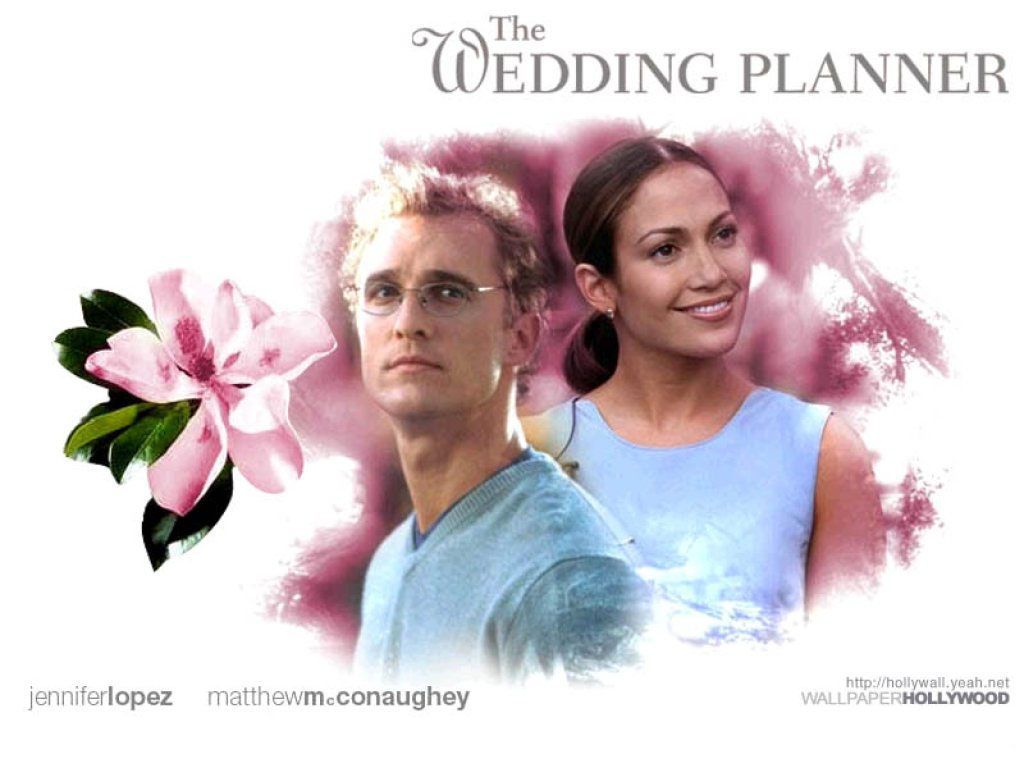 The
WEDDING PLANNER
jenniferlopez matthewmcconaughey
http://hollywall.yeah.net
WALLPAPERHOLLYWOOD